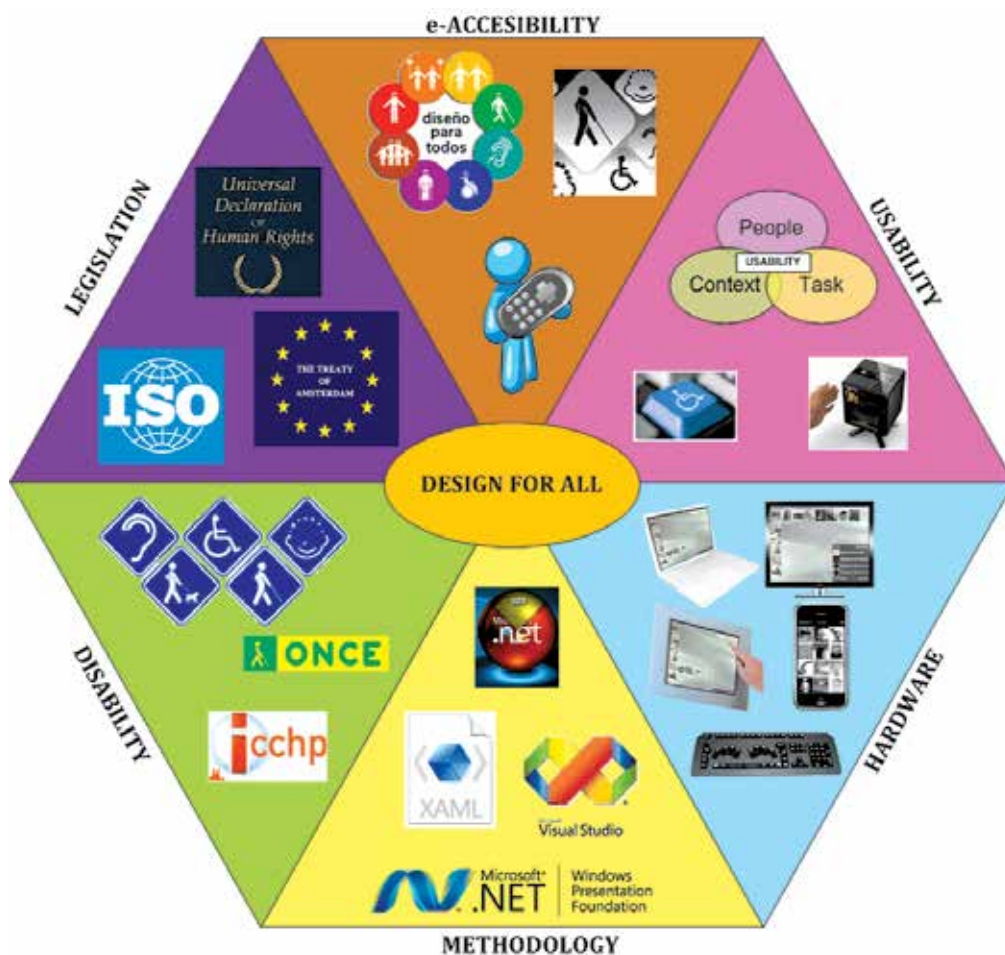 e-ACCESIBILITY
diseño
para
todos
LEGISLATION
Universal
Declaration
OF
Human Rights
ISO
THE TREATY
OF
AMSTERDAM
USABILITY
People
USABILITY
Context
Task
DESIGN FOR ALL
DISABILITY
ONCE
icchp
HARDWARE
.net
XAML
Microsoft
Visual Studio
Microsoft®
.NET
Windows
Presentation
Foundation
METHODOLOGY